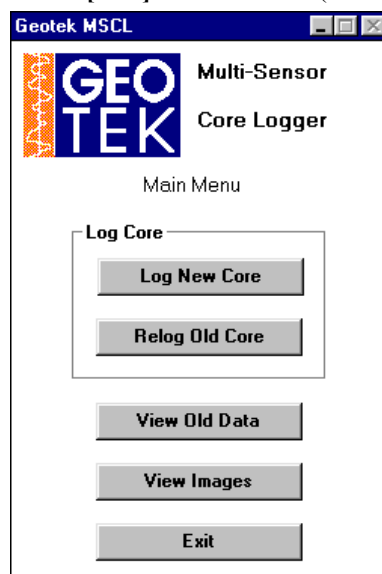 Geotek MSCL
GEO
TEK
Multi-Sensor
Core Logger
Main Menu
Log Core
Log New Core
Relog Old Core
View Old Data
View Images
Exit